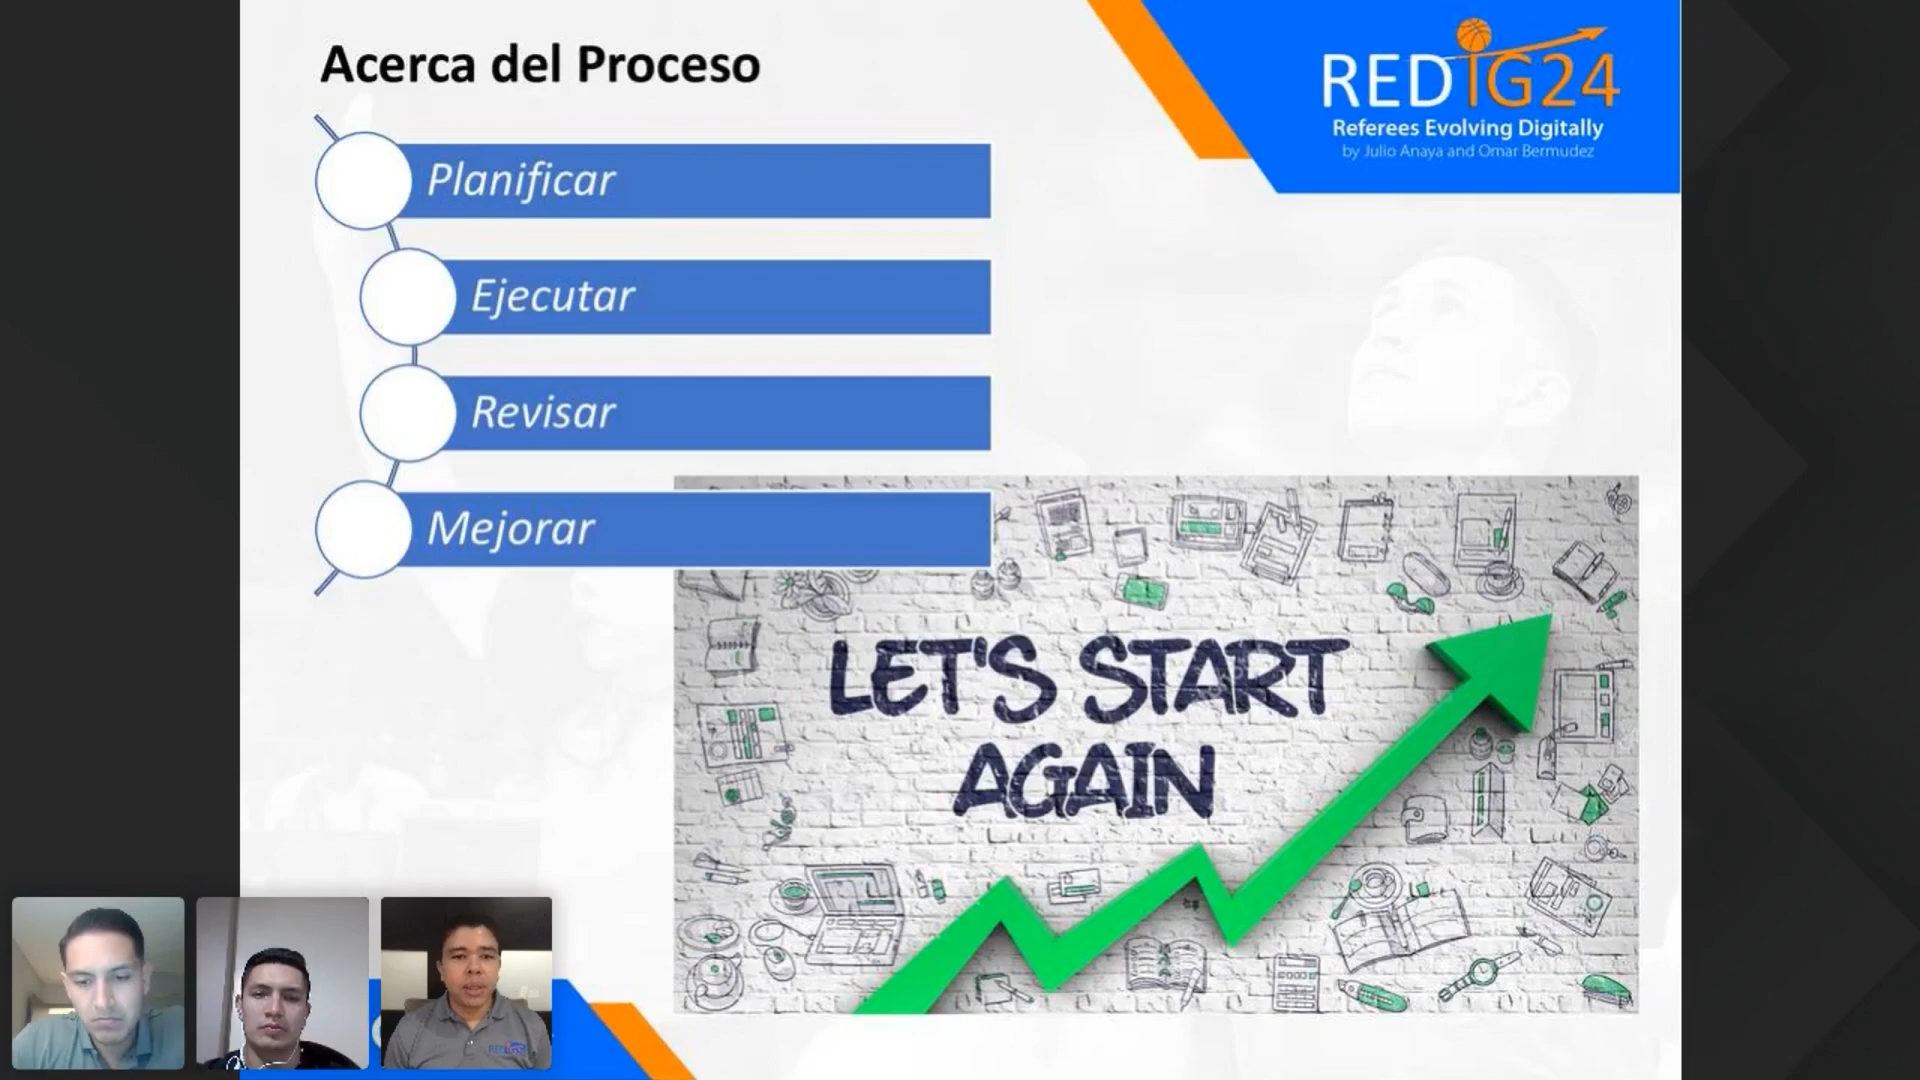 Acerca del Proceso
REDIG24
Referees Evolving Digitally
by Julio Anaya and Omar Bermudez
Planificar
Ejecutar
Revisar
Mejorar
LET'S START
AGAIN